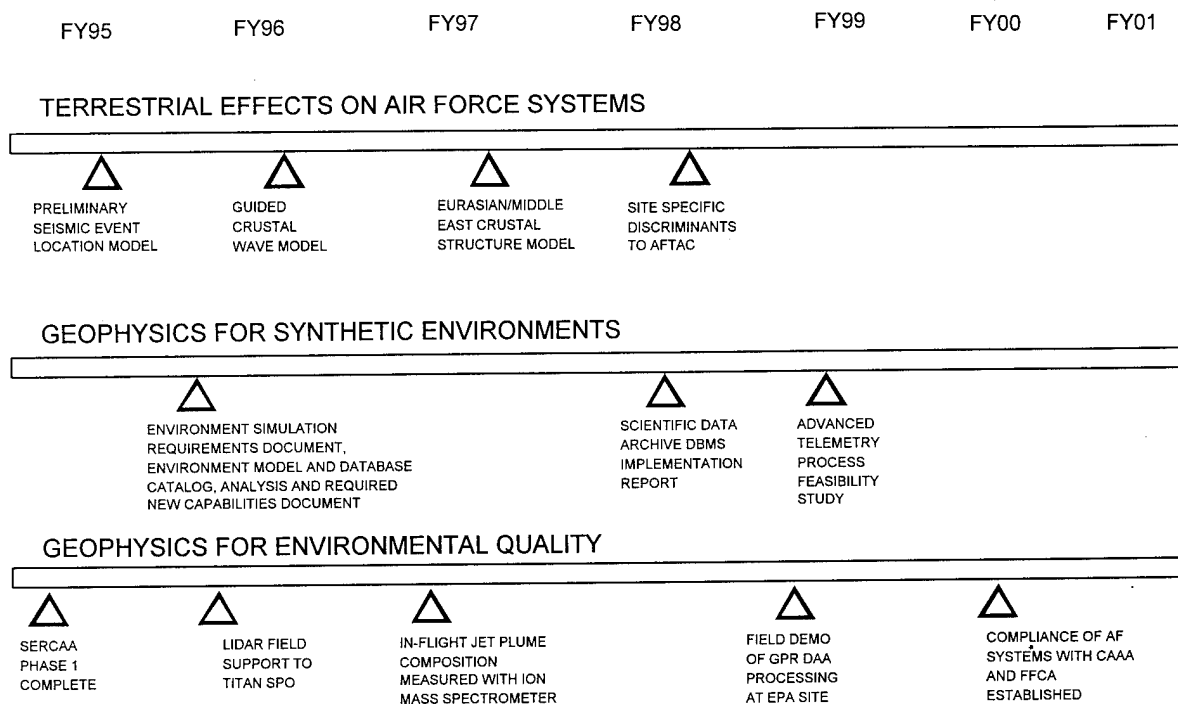 FY95 FY96 FY97 FY98 FY99 FY00 FY01
TERRESTRIAL EFFECTS ON AIR FORCE SYSTEMS
PRELIMINARY
SEISMIC EVENT
LOCATION MODEL
GUIDED
CRUSTAL
WAVE MODEL
EURASIAN/MIDDLE
EAST CRUSTAL
STRUCTURE MODEL
SITE SPECIFIC
DISCRIMINANTS
TO AFTAC
GEOPHYSICS FOR SYNTHETIC ENVIRONMENTS
ENVIRONMENT SIMULATION
REQUIREMENTS DOCUMENT,
ENVIRONMENT MODEL AND DATABASE
CATALOG, ANALYSIS AND REQUIRED
NEW CAPABILITIES DOCUMENT
SCIENTIFIC DATA
ARCHIVE DBMS
IMPLEMENTATION
REPORT
ADVANCED
TELEMETRY
PROCESS
FEASIBILITY
STUDY
GEOPHYSICS FOR ENVIRONMENTAL QUALITY
SERCAA
PHASE 1
COMPLETE
LIDAR FIELD
SUPPORT TO
TITAN SPO
IN-FLIGHT JET PLUME
COMPOSITION
MEASURED WITH ION
MASS SPECTROMETER
FIELD DEMO
OF GPR DAA
PROCESSING
AT EPA SITE
COMPLIANCE OF AF
SYSTEMS WITH CAAA
AND FFCA
ESTABLISHED